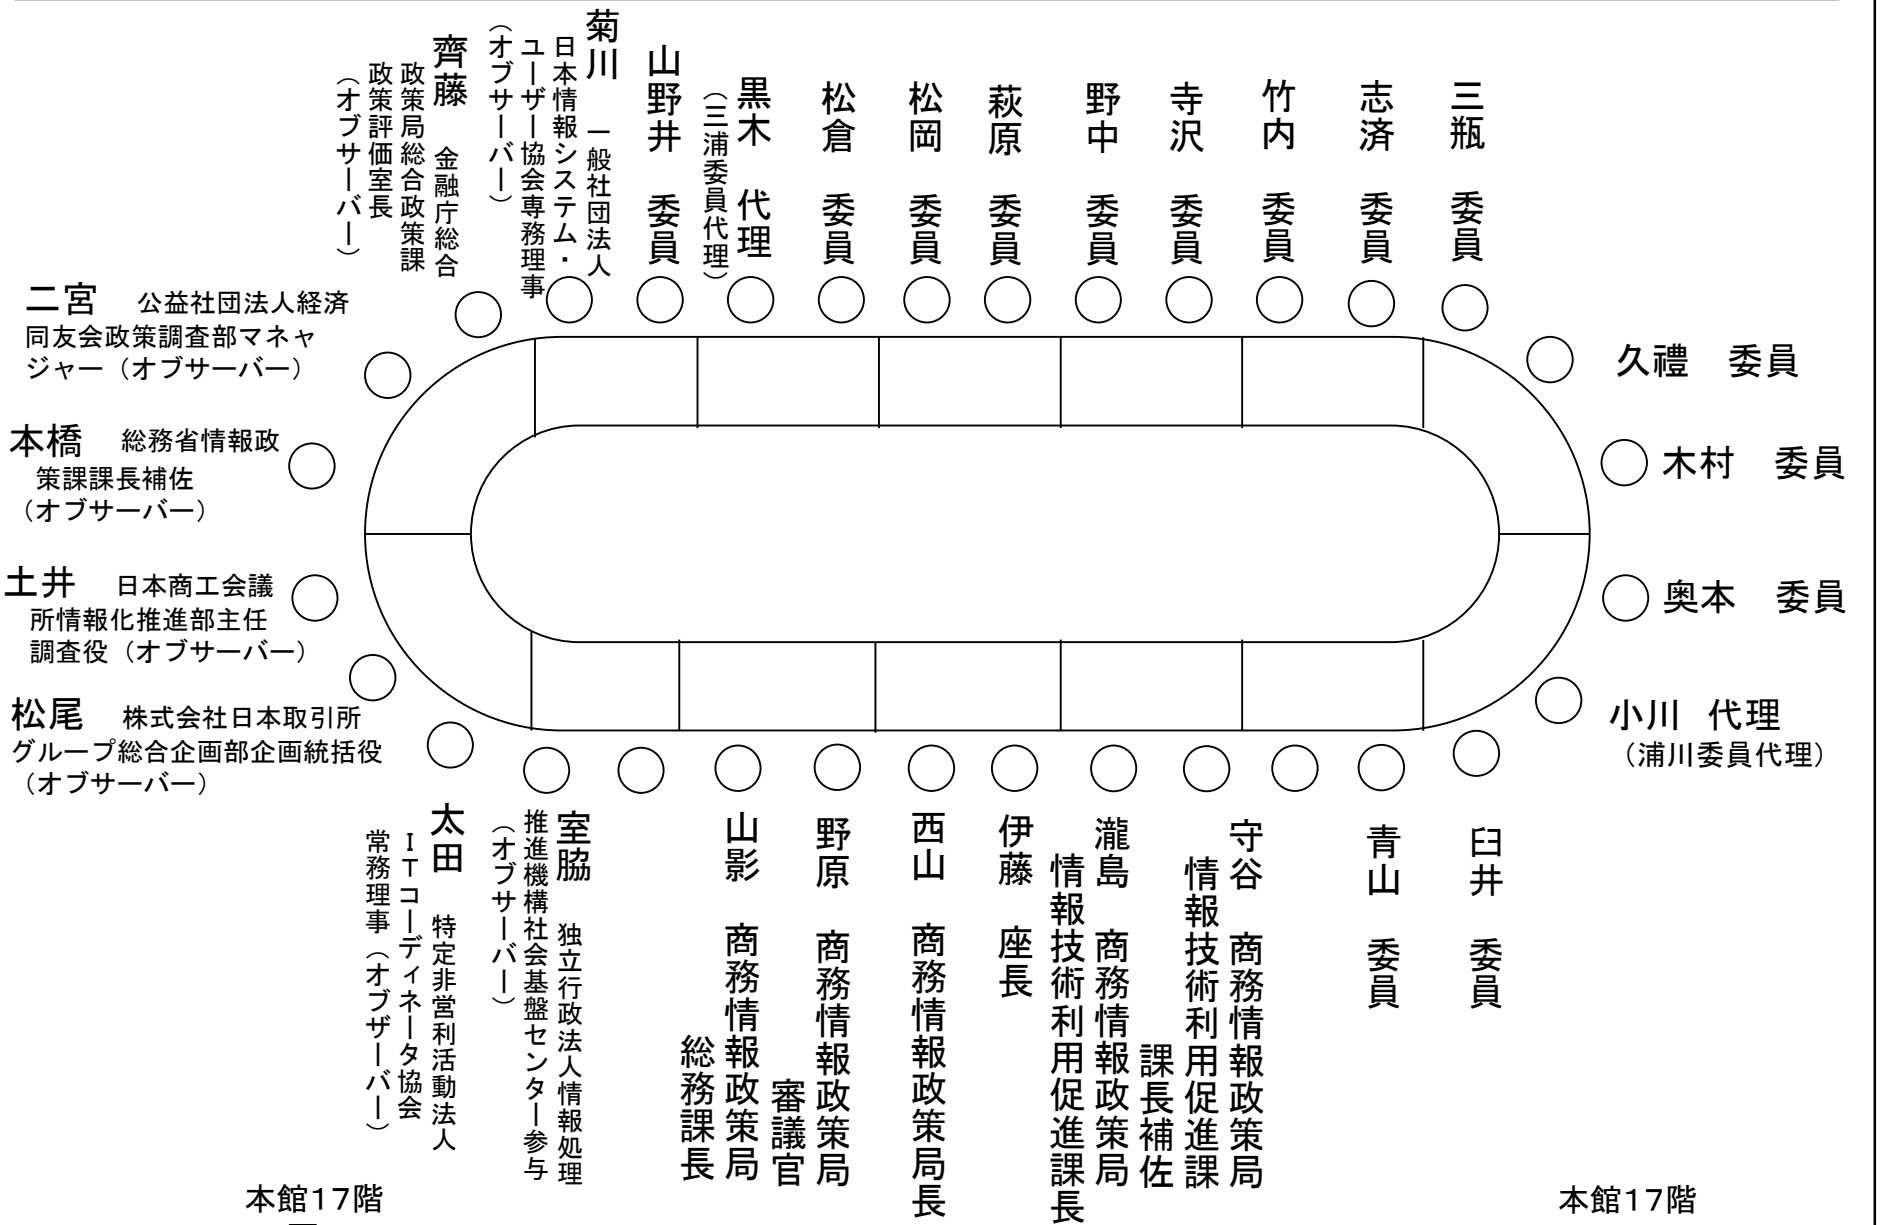 三瓶　委員
志済　委員
竹内　委員
寺沢　委員
野中　委員
萩原　委員
松岡　委員
松倉　委員
黒木　代理
（三浦委員代理）
山野井　委員
菊川　一般社団法人
日本情報システム・
ユーザー協会専務理事
（オブサーバー）
齊藤　金融庁総合
政策局総合政策課
政策評価室長
（オブサーバー）
二宮　公益社団法人経済
同友会政策調査部マネャ
ジャー（オブサーバー）
本橋　総務省情報政
策課課長補佐
（オブサーバー）
土井　日本商工会議
所情報化推進部主任
調査役（オブサーバー）
松尾　株式会社日本取引所
グループ総合企画部企画統括役
（オブサーバー）
久禮　委員
木村　委員
奥本　委員
小川　代理
（浦川委員代理）
臼井　委員
青山　委員
守谷　商務情報政策局
情報技術利用促進課
課長補佐
瀧島　商務情報政策局
情報技術利用促進課長
伊藤　座長
西山　商務情報政策局長
野原　商務情報政策局
審議官
山影　商務情報政策局
総務課長
室脇　独立行政法人情報処理
推進機構社会基盤センター参与
（オブサーバー）
太田　特定非営利活動法人
ＩＴコーディネータ協会
常務理事（オブザーバー）
本館17階
本館17階